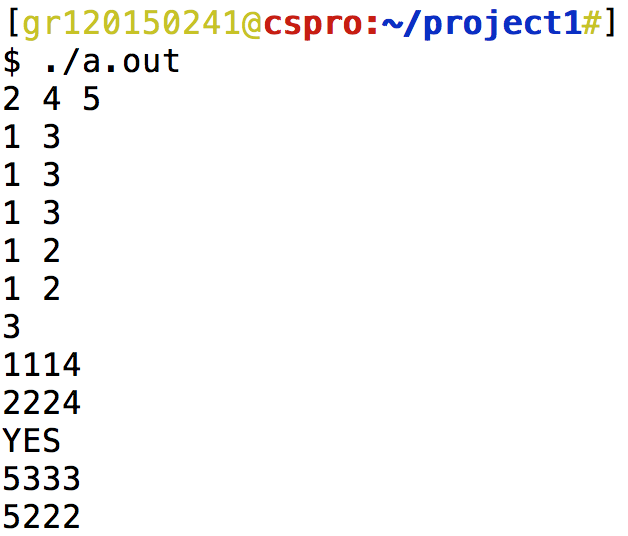 [gr120150241@cspro:~/project1#]
$ ./a.out
2 4 5
1 3
1 3
1 3
1 2
1 2
3
1114
2224
YES
5333
5222